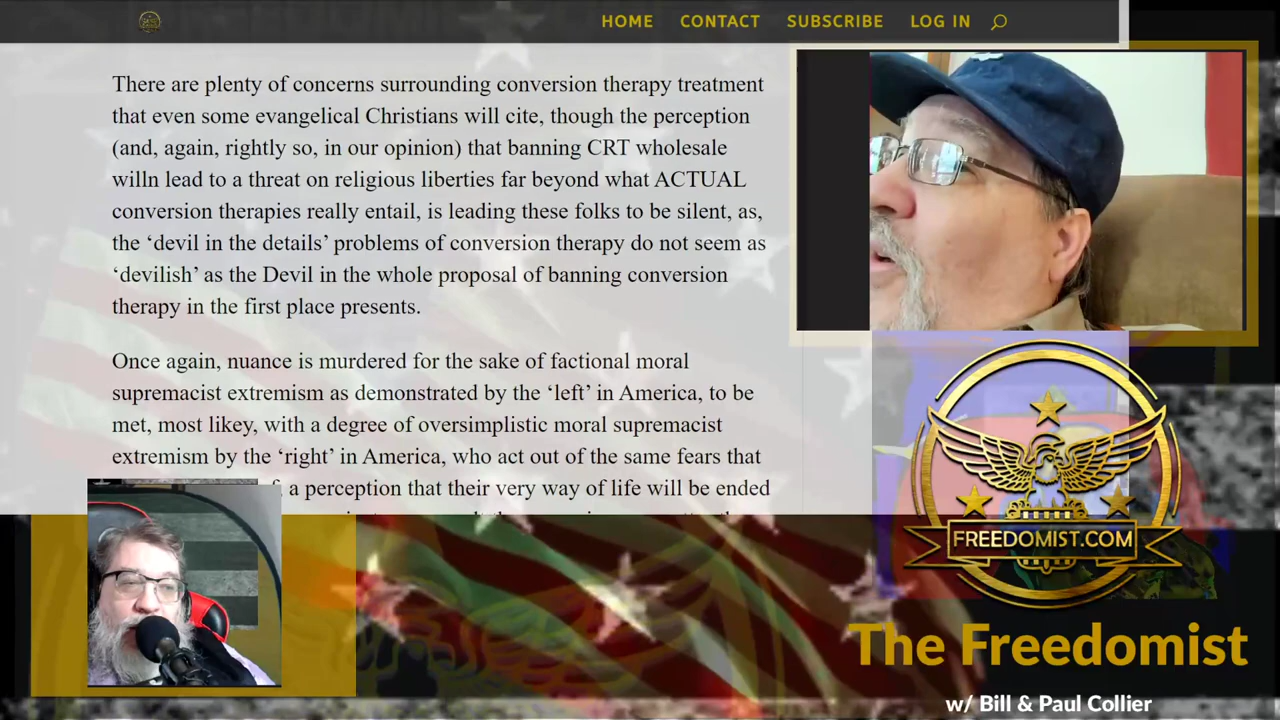 HOME CONTACT SUBSCRIBE LOG IN
There are plenty of concerns surrounding conversion therapy treatment
that even some evangelical Christians will cite, though the perception
(and, again, rightly so, in our opinion) that banning CRT wholesale
willn lead to a threat on religious liberties far beyond what ACTUAL
conversion therapies really entail, is leading these folks to be silent, as,
the ‘devil in the details’ problems of conversion therapy do not seem as
‘devilish’ as the Devil in the whole proposal of banning conversion
therapy in the first place presents.
Once again, nuance is murdered for the sake of factional moral
supremacist extremism as demonstrated by the ‘left’ in America, to be
met, most likey, with a degree of oversimplistic moral supremacist
extremism by the ‘right’ in America, who act out of the same fears that
a perception that their very way of life will be ended
FREEDOMIST.COM
The Freedomist
w/ Bill & Paul Collier